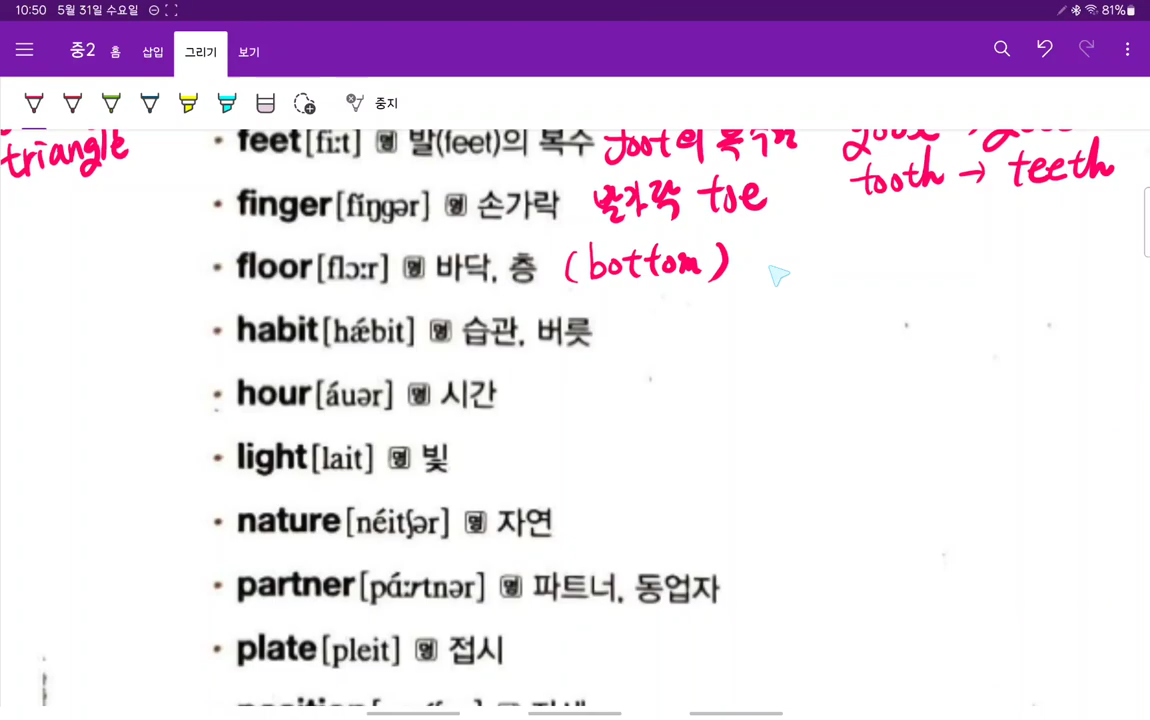 10:50 5월 31일 수요일 81%
중2 홈 삽입 그리기 보기
중지
triangle
• feet[fi:t] 명 발(feet)의 복수 foot의 복수형
tooth → teeth
• finger[fíŋgər] 명 손가락 발가락 toe
• floor[flɔ:r] 명 바닥, 층 (bottom)
• habit[hǽbit] 명 습관, 버릇
• hour[áuər] 명 시간
• light[lait] 명 빛
• nature[néitʃər] 명 자연
• partner[pɑ́:rtnər] 명 파트너, 동업자
• plate[pleit] 명 접시